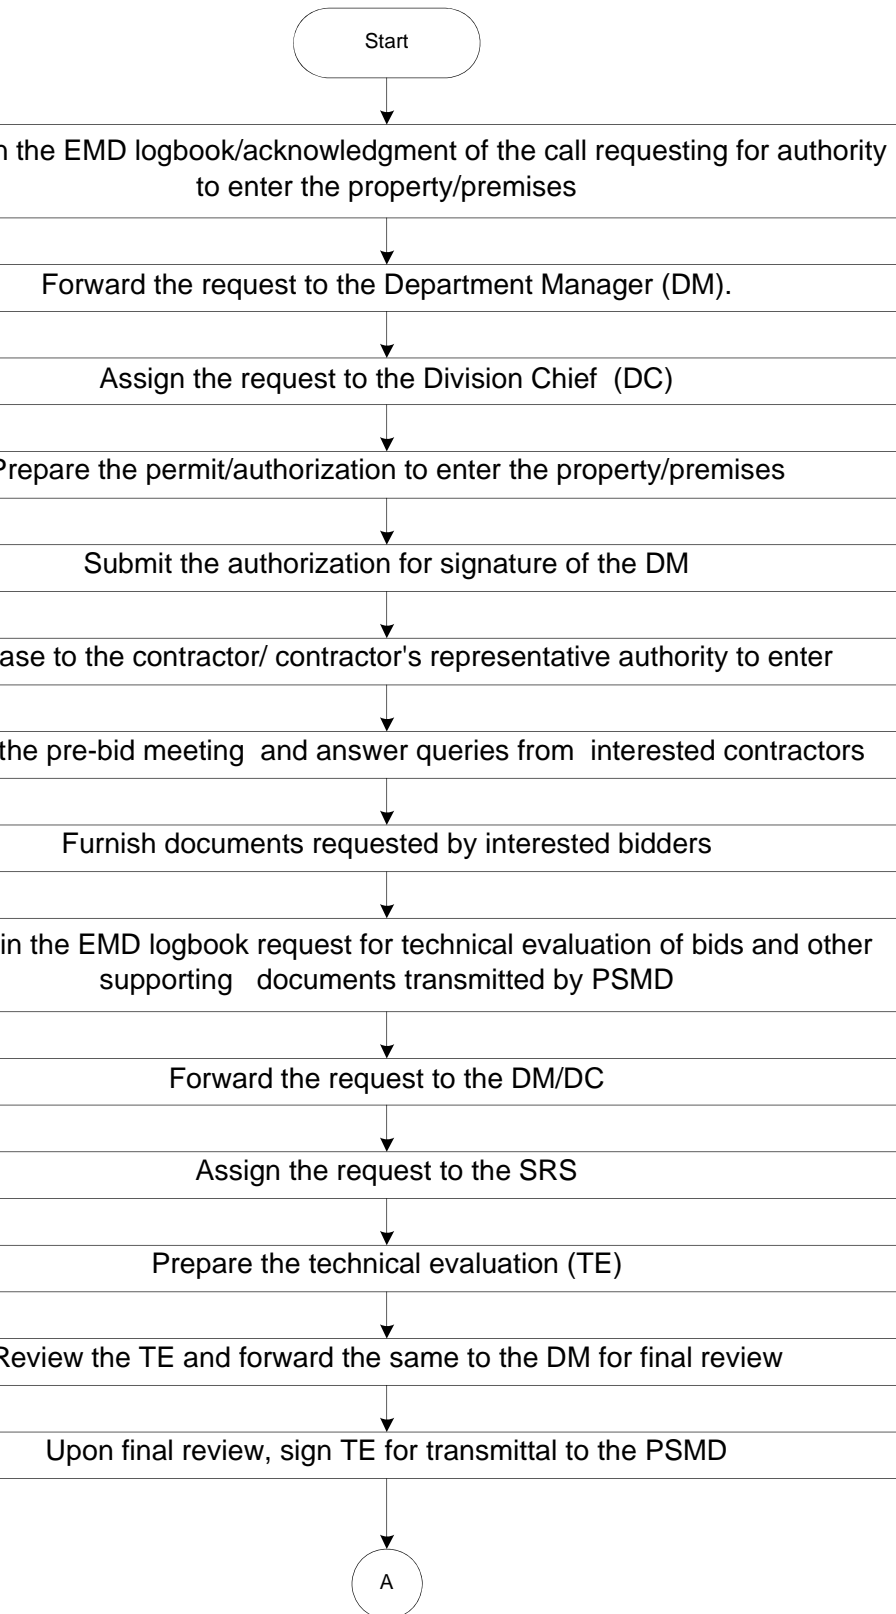 Start
the EMD logbook/acknowledgment of the call requesting for authority
to enter the property/premises
Forward the request to the Department Manager (DM).
Assign the request to the Division Chief (DC)
Prepare the permit/authorization to enter the property/premises
Submit the authorization for signature of the DM
to the contractor/ contractor's representative authority to enter
the pre-bid meeting and answer queries from interested contractors
Furnish documents requested by interested bidders
in the EMD logbook request for technical evaluation of bids and other
supporting documents transmitted by PSMD
Forward the request to the DM/DC
Assign the request to the SRS
Prepare the technical evaluation (TE)
Review the TE and forward the same to the DM for final review
Upon final review, sign TE for transmittal to the PSMD
A